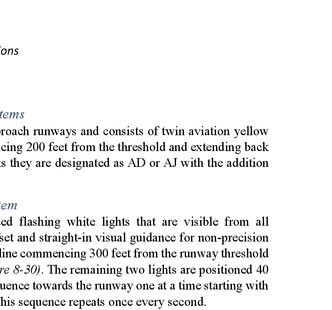 ons
tems
roach runways and consists of twin aviation yellow
cing 200 feet from the threshold and extending back
s they are designated as AD or AJ with the addition
em
ed flashing white lights that are visible from all
set and straight-in visual guidance for non-precision
line commencing 300 feet from the runway threshold
re 8-30). The remaining two lights are positioned 40
uence towards the runway one at a time starting with
his sequence repeats once every second.